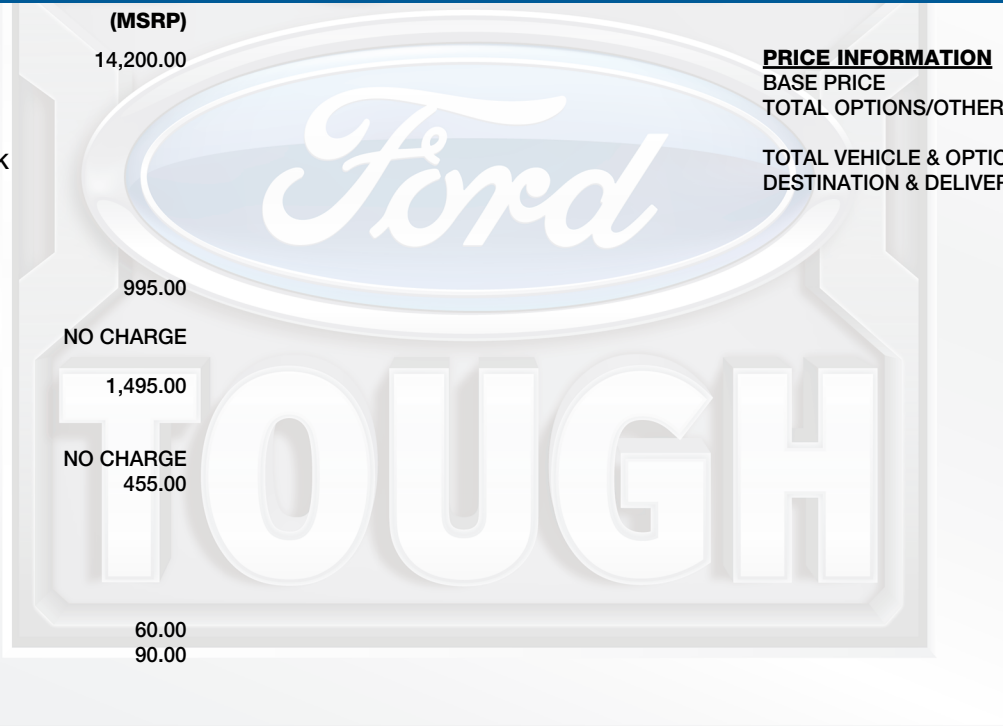 (MSRP)
14,200.00
K
995.00
NO CHARGE
1,495.00
NO CHARGE
455.00
60.00
90.00
PRICE INFORMATION
BASE PRICE
TOTAL OPTIONS/OTHER
TOTAL VEHICLE & OPTIO
DESTINATION & DELIVER
Ford
TOUGH